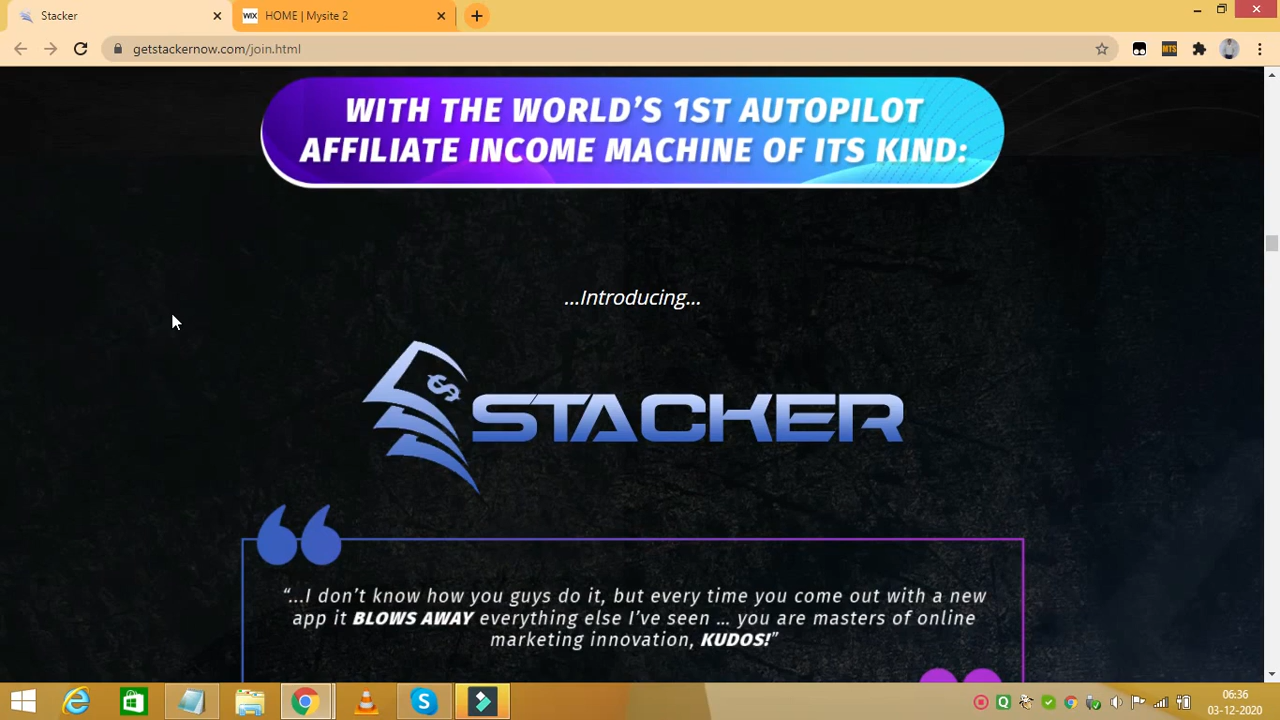 Stacker
WIX HOME | Mysite 2
getstackernow.com/join.html
MTS
WITH THE WORLD’S 1ST AUTOPILOT
AFFILIATE INCOME MACHINE OF ITS KIND:
...Introducing...
$
STACKER
“...I don’t know how you guys do it, but every time you come out with a new
app it BLOWS AWAY everything else I’ve seen ... you are masters of online
marketing innovation, KUDOS!”
06:36
03-12-2020